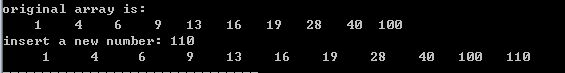 original array is:
1 4 6 9 13 16 19 28 40 100
insert a new number: 110
1 4 6 9 13 16 19 28 40 100 110